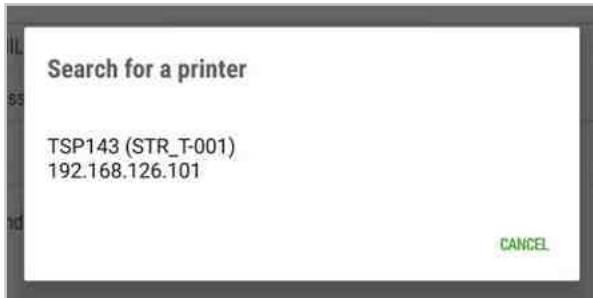 Search for a printer
TSP143 (STR_T-001)
192.168.126.101
CANCEL